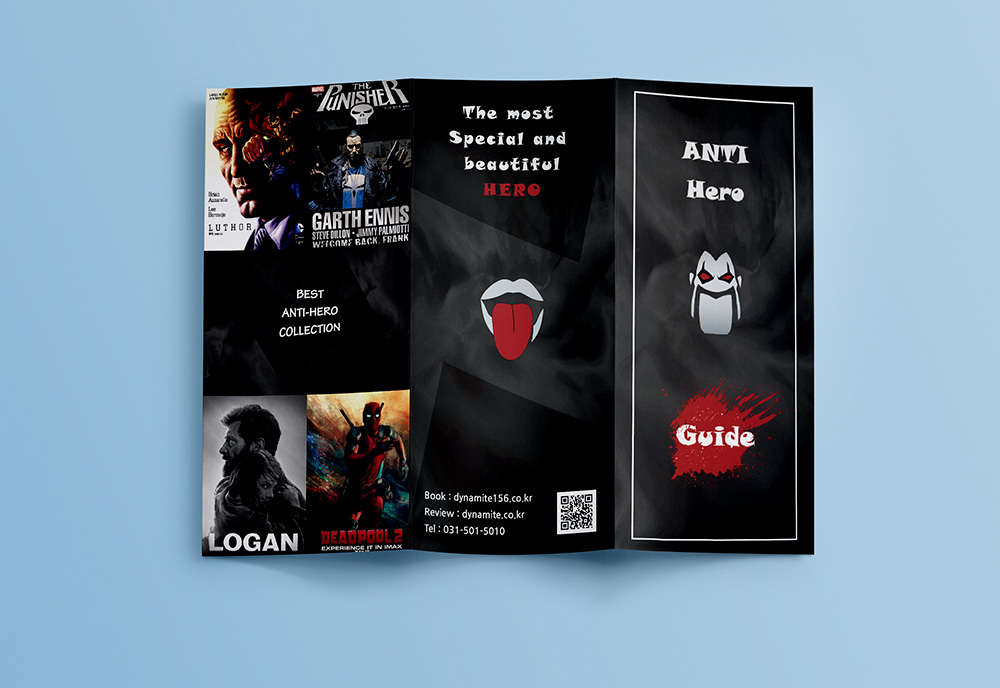 Brian
Azzarello
Lee
Bermejo
LUTHOR
MARVEL
THE
PUNISHER
GARTH ENNIS
STEVE DILLON • JIMMY PALMIOTTI
WELCOME BACK, FRANK
BEST
ANTI-HERO
COLLECTION
LOGAN
DEADPOOL 2
EXPERIENCE IT IN IMAX
The most
Special and
beautiful
HERO
Book : dynamite156.co.kr
Review : dynamite.co.kr
Tel : 031-501-5010
ANTI
Hero
Guide